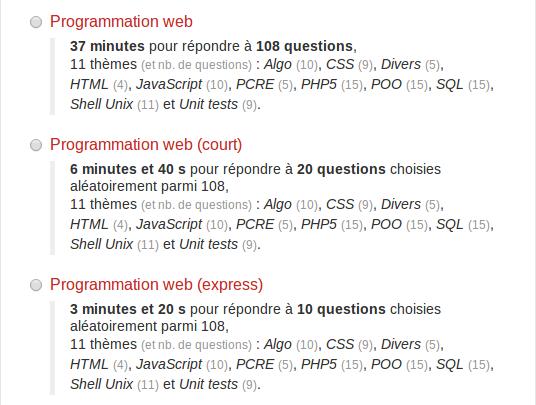 Programmation web
37 minutes pour répondre à 108 questions,
11 thèmes (et nb. de questions) : Algo (10), CSS (9), Divers (5),
HTML (4), JavaScript (10), PCRE (5), PHP5 (15), POO (15), SQL (15),
Shell Unix (11) et Unit tests (9).
Programmation web (court)
6 minutes et 40 s pour répondre à 20 questions choisies
aléatoirement parmi 108,
11 thèmes (et nb. de questions) : Algo (10), CSS (9), Divers (5),
HTML (4), JavaScript (10), PCRE (5), PHP5 (15), POO (15), SQL (15),
Shell Unix (11) et Unit tests (9).
Programmation web (express)
3 minutes et 20 s pour répondre à 10 questions choisies
aléatoirement parmi 108,
11 thèmes (et nb. de questions) : Algo (10), CSS (9), Divers (5),
HTML (4), JavaScript (10), PCRE (5), PHP5 (15), POO (15), SQL (15),
Shell Unix (11) et Unit tests (9).